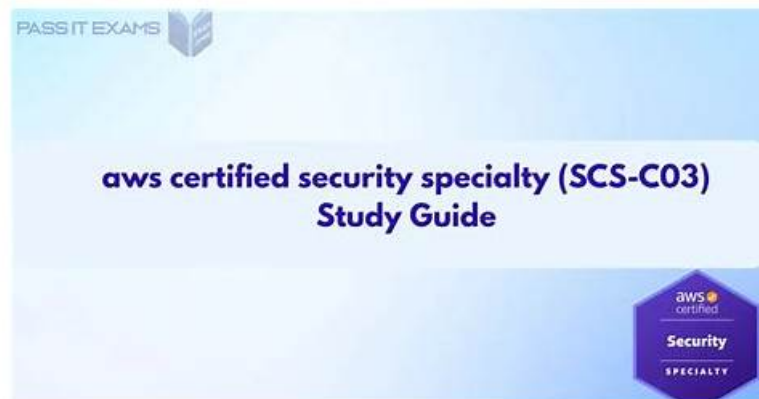 PASS IT EXAMS
aws certified security specialty (SCS-C03)
Study Guide
aws
certified
Security
SPECIALTY